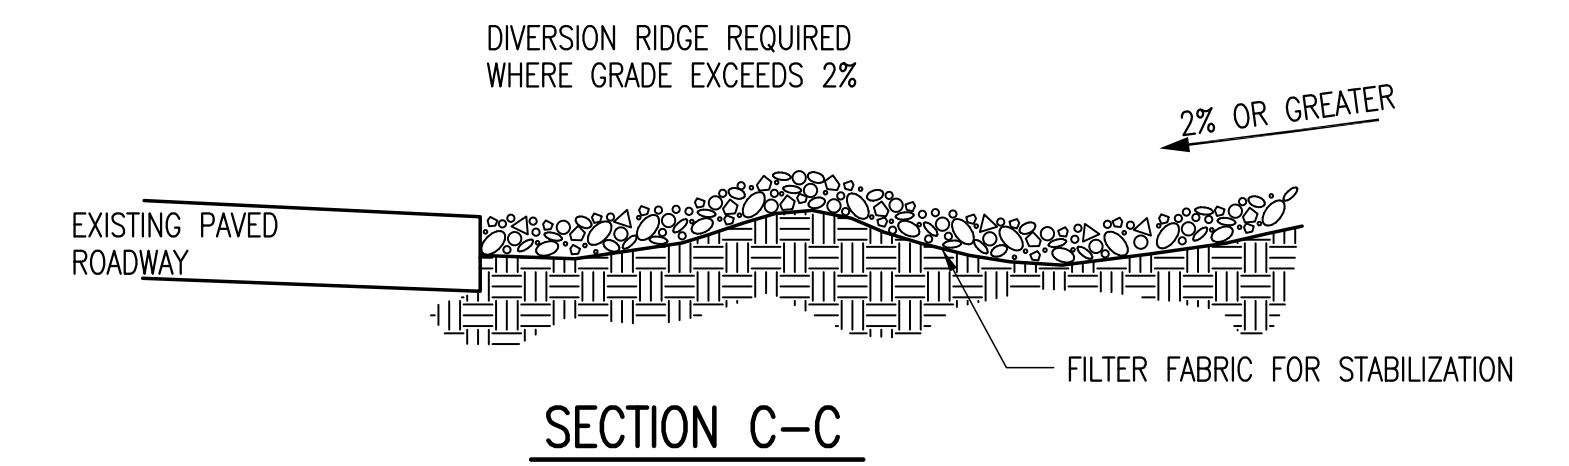 DIVERSION RIDGE REQUIRED
WHERE GRADE EXCEEDS 2%
2% OR GREATER
EXISTING PAVED
ROADWAY
FILTER FABRIC FOR STABILIZATION
SECTION C-C